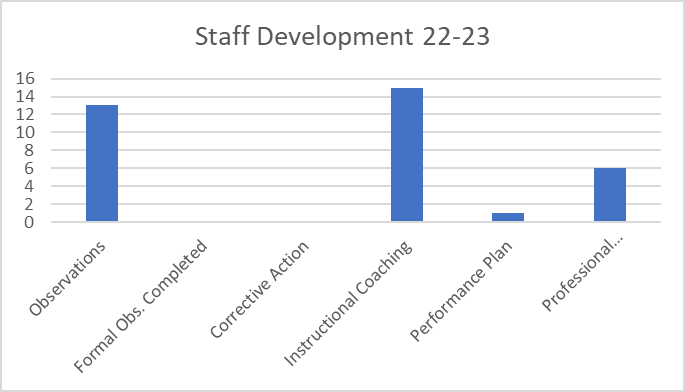 Staff Development 22-23
16
14
12
10
8
6
4
2
0
Observations
Formal Obs. Completed
Corrective Action
Instructional Coaching
Performance Plan
Professional...